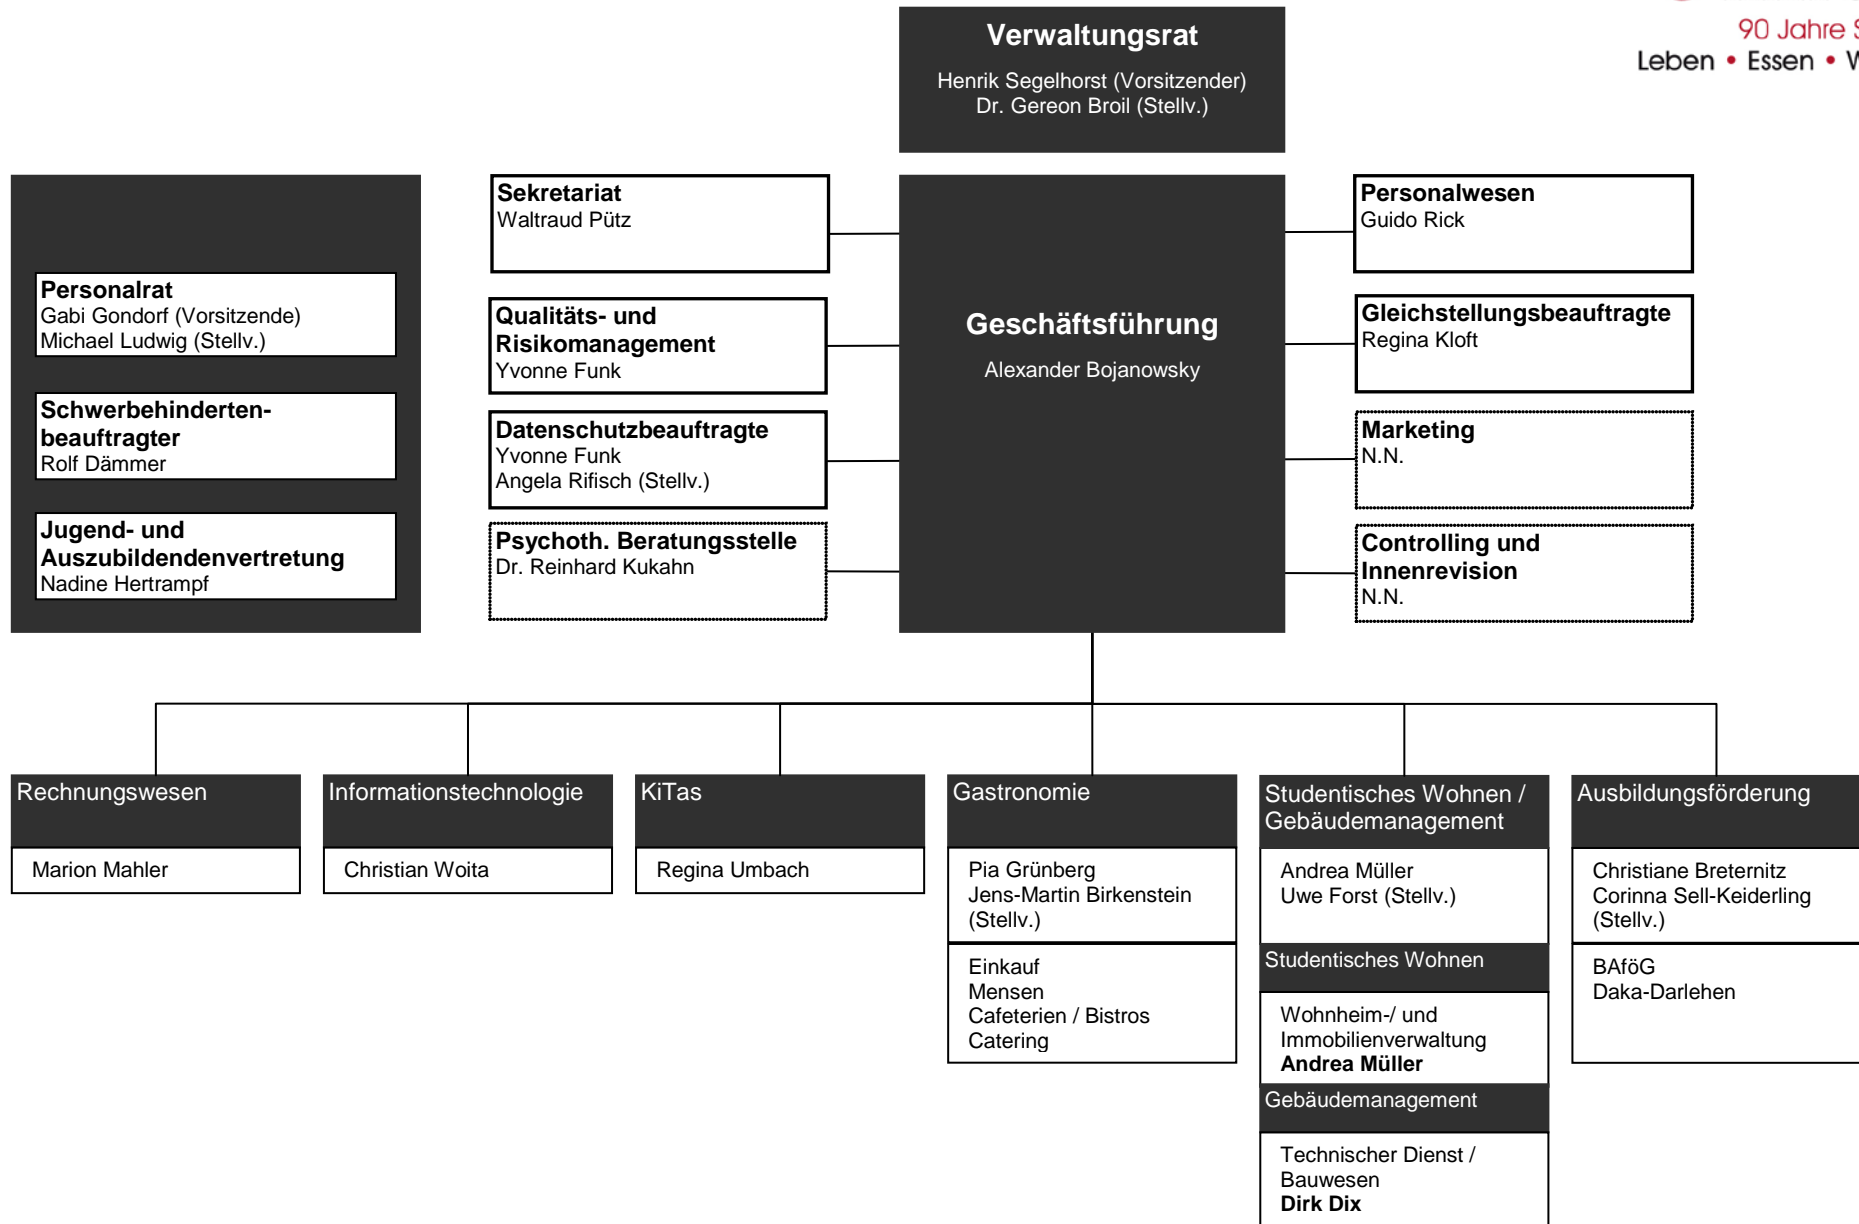 90 Jahre
Leben • Essen •
Verwaltungsrat
Henrik Segelhorst (Vorsitzender)
Dr. Gereon Broil (Stellv.)
Personalrat
Gabi Gondorf (Vorsitzende)
Michael Ludwig (Stellv.)
Schwerbehinderten-
beauftragter
Rolf Dämmer
Jugend- und
Auszubildendenvertretung
Nadine Hertrampf
Sekretariat
Waltraud Pütz
Qualitäts- und
Risikomanagement
Yvonne Funk
Datenschutzbeauftragte
Yvonne Funk
Angela Rifisch (Stellv.)
Psychoth. Beratungsstelle
Dr. Reinhard Kukahn
Geschäftsführung
Alexander Bojanowsky
Personalwesen
Guido Rick
Gleichstellungsbeauftragte
Regina Kloft
Marketing
N.N.
Controlling und
Innenrevision
N.N.
Rechnungswesen
Marion Mahler
Informationstechnologie
Christian Woita
KiTas
Regina Umbach
Gastronomie
Pia Grünberg
Jens-Martin Birkenstein
(Stellv.)
Einkauf
Mensen
Cafeterien / Bistros
Catering
Studentisches Wohnen /
Gebäudemanagement
Andrea Müller
Uwe Forst (Stellv.)
Studentisches Wohnen
Wohnheim-/ und
Immobilienverwaltung
Andrea Müller
Gebäudemanagement
Technischer Dienst /
Bauwesen
Dirk Dix
Ausbildungsförderung
Christiane Breternitz
Corinna Sell-Keiderling
(Stellv.)
BAföG
Daka-Darlehen